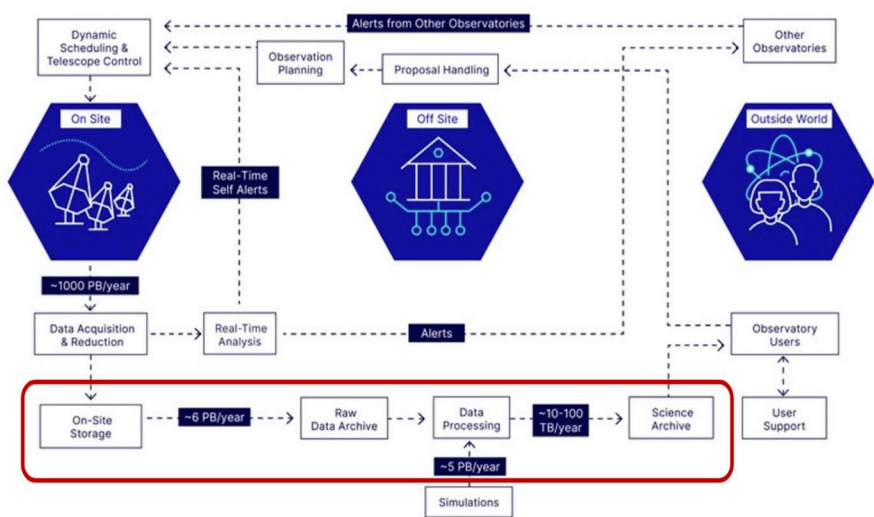 Alerts from Other Observatories
Dynamic
Scheduling &
Telescope Control
Observation
Planning
Proposal Handling
Other
Observatories
On Site
Off Site
Outside World
Real-Time
Self Alerts
~1000 PB/year
Data Acquisition
& Reduction
Real-Time
Analysis
Alerts
Observatory
Users
On-Site
Storage
~6 PB/year
Raw
Data Archive
Data
Processing
~10-100
TB/year
Science
Archive
User
Support
~5 PB/year
Simulations